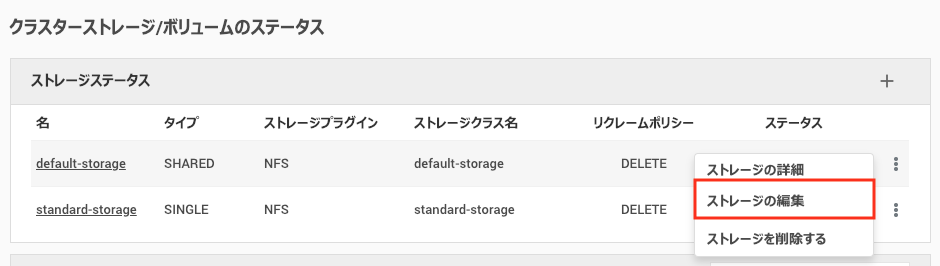 クラスターストレージ/ボリュームのステータス
ストレージステータス
名 タイプ ストレージプラグイン ストレージクラス名 リクレームポリシー ステータス
default-storage SHARED NFS default-storage DELETE
ストレージの詳細
ストレージの編集
standard-storage SINGLE NFS standard-storage DELETE
ストレージを削除する